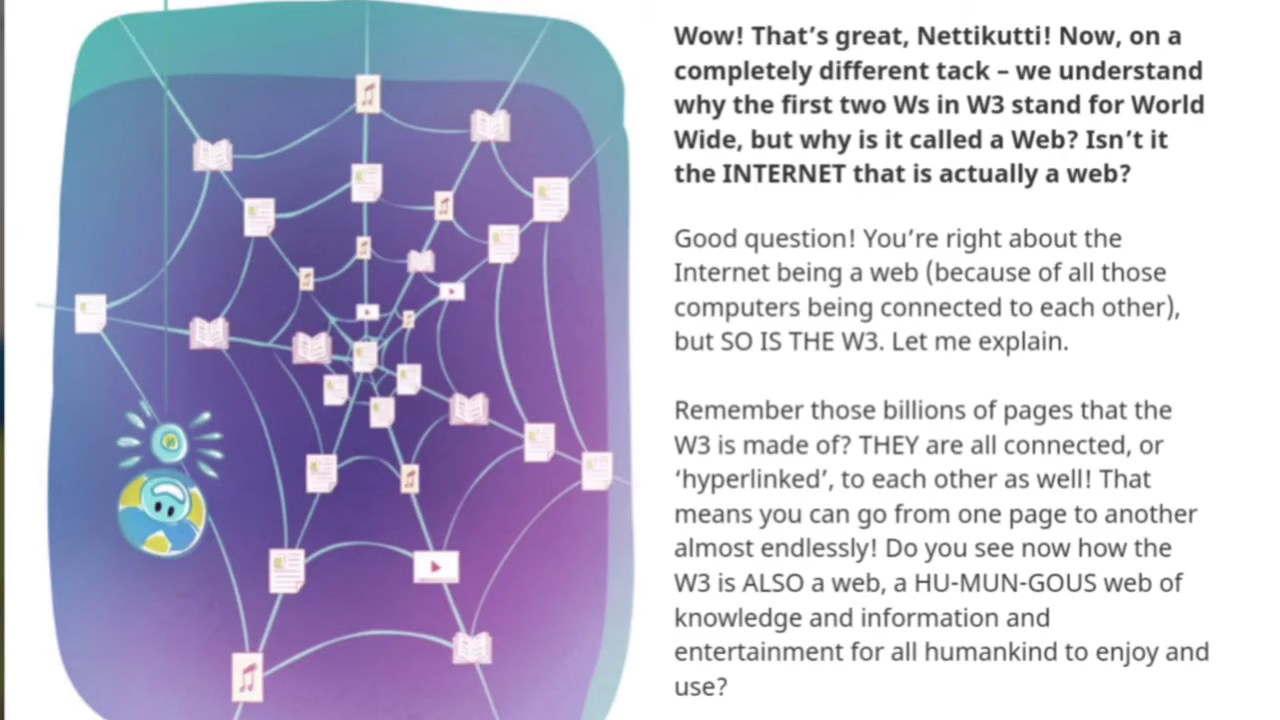 Wow! That’s great, Nettikutti! Now, on a
completely different tack – we understand
why the first two Ws in W3 stand for World
Wide, but why is it called a Web? Isn’t it
the INTERNET that is actually a web?
Good question! You’re right about the
Internet being a web (because of all those
computers being connected to each other),
but SO IS THE W3. Let me explain.
Remember those billions of pages that the
W3 is made of? THEY are all connected, or
‘hyperlinked’, to each other as well! That
means you can go from one page to another
almost endlessly! Do you see now how the
W3 is ALSO a web, a HU-MUN-GOUS web of
knowledge and information and
entertainment for all humankind to enjoy and
use?